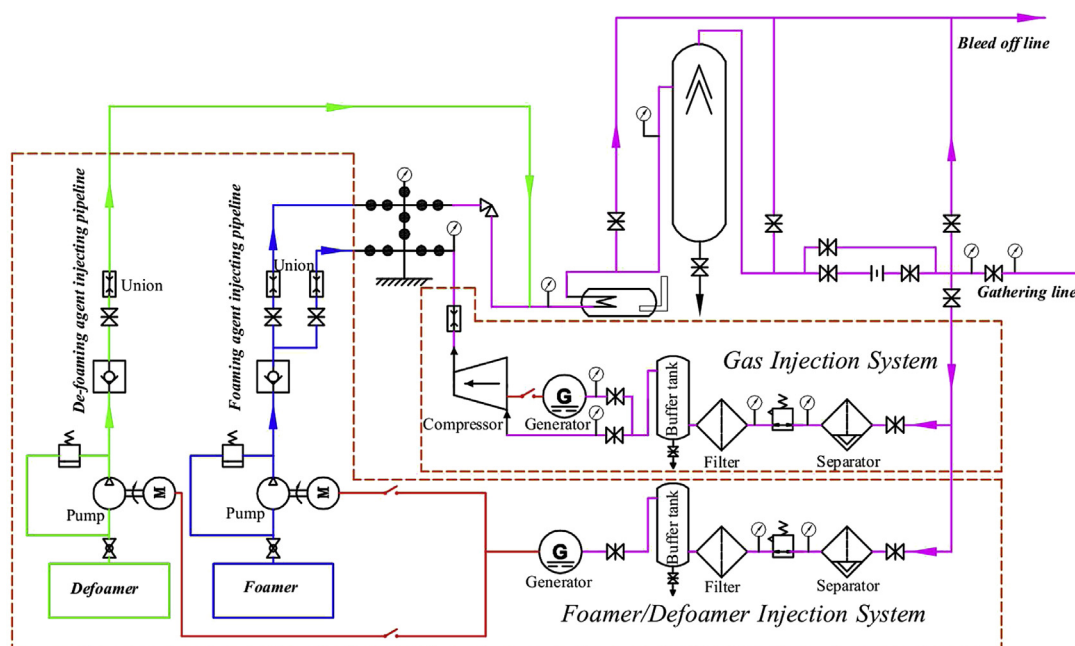 Bleed off line
De-foaming agent injecting pipeline
Foaming agent injecting pipeline
Union
Union
Gathering line
Gas Injection System
Buffer tank
G
Compressor
Generator
Filter
Separator
Pump
M
Pump
M
Buffer tank
G
Generator
Filter
Separator
Defoamer
Foamer
Foamer/Defoamer Injection System